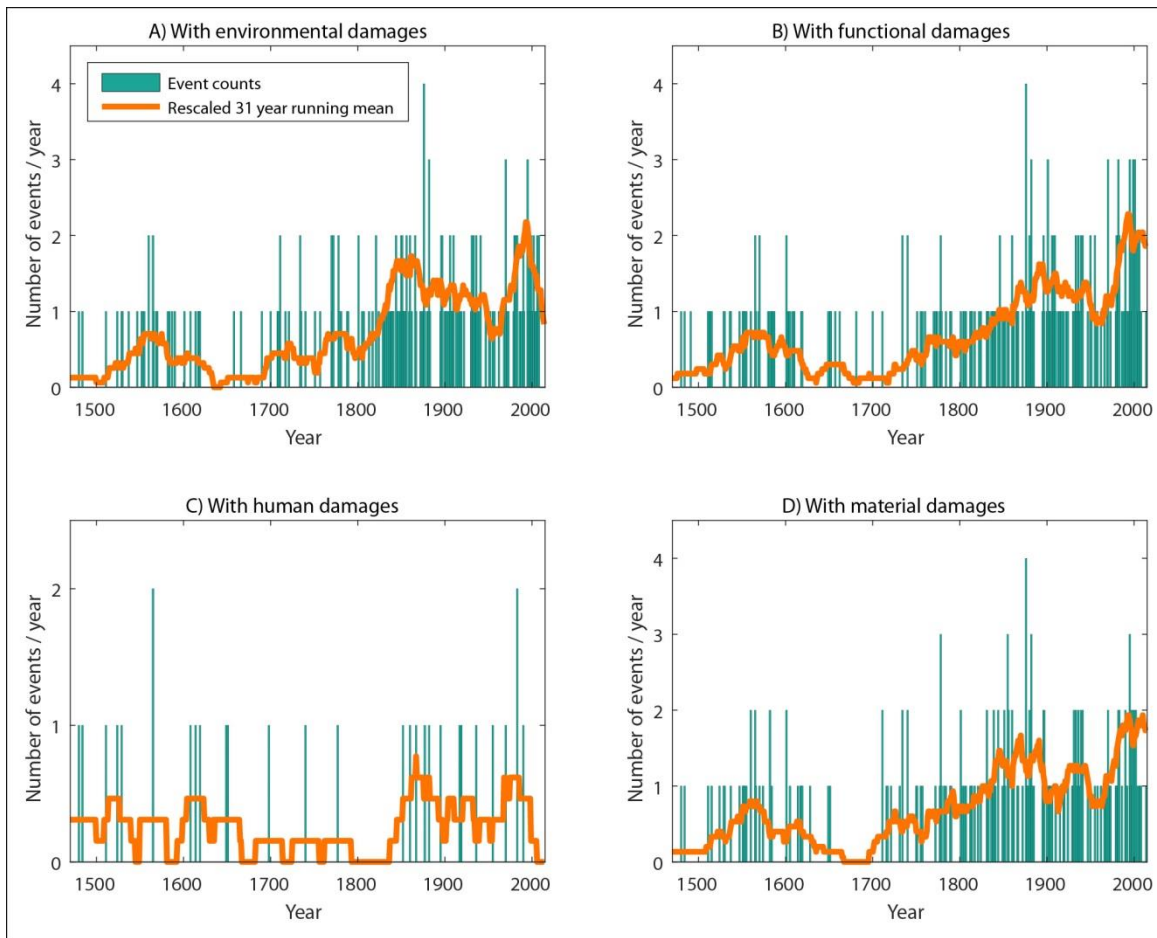 A) With environmental damages
Event counts
Rescaled 31 year running mean
Number of events / year
4
3
2
1
0
1500 1600 1700 1800 1900 2000
Year
B) With functional damages
Number of events / year
4
3
2
1
0
1500 1600 1700 1800 1900 2000
Year
C) With human damages
Number of events / year
2
1
0
1500 1600 1700 1800 1900 2000
Year
D) With material damages
Number of events / year
4
3
2
1
0
1500 1600 1700 1800 1900 2000
Year